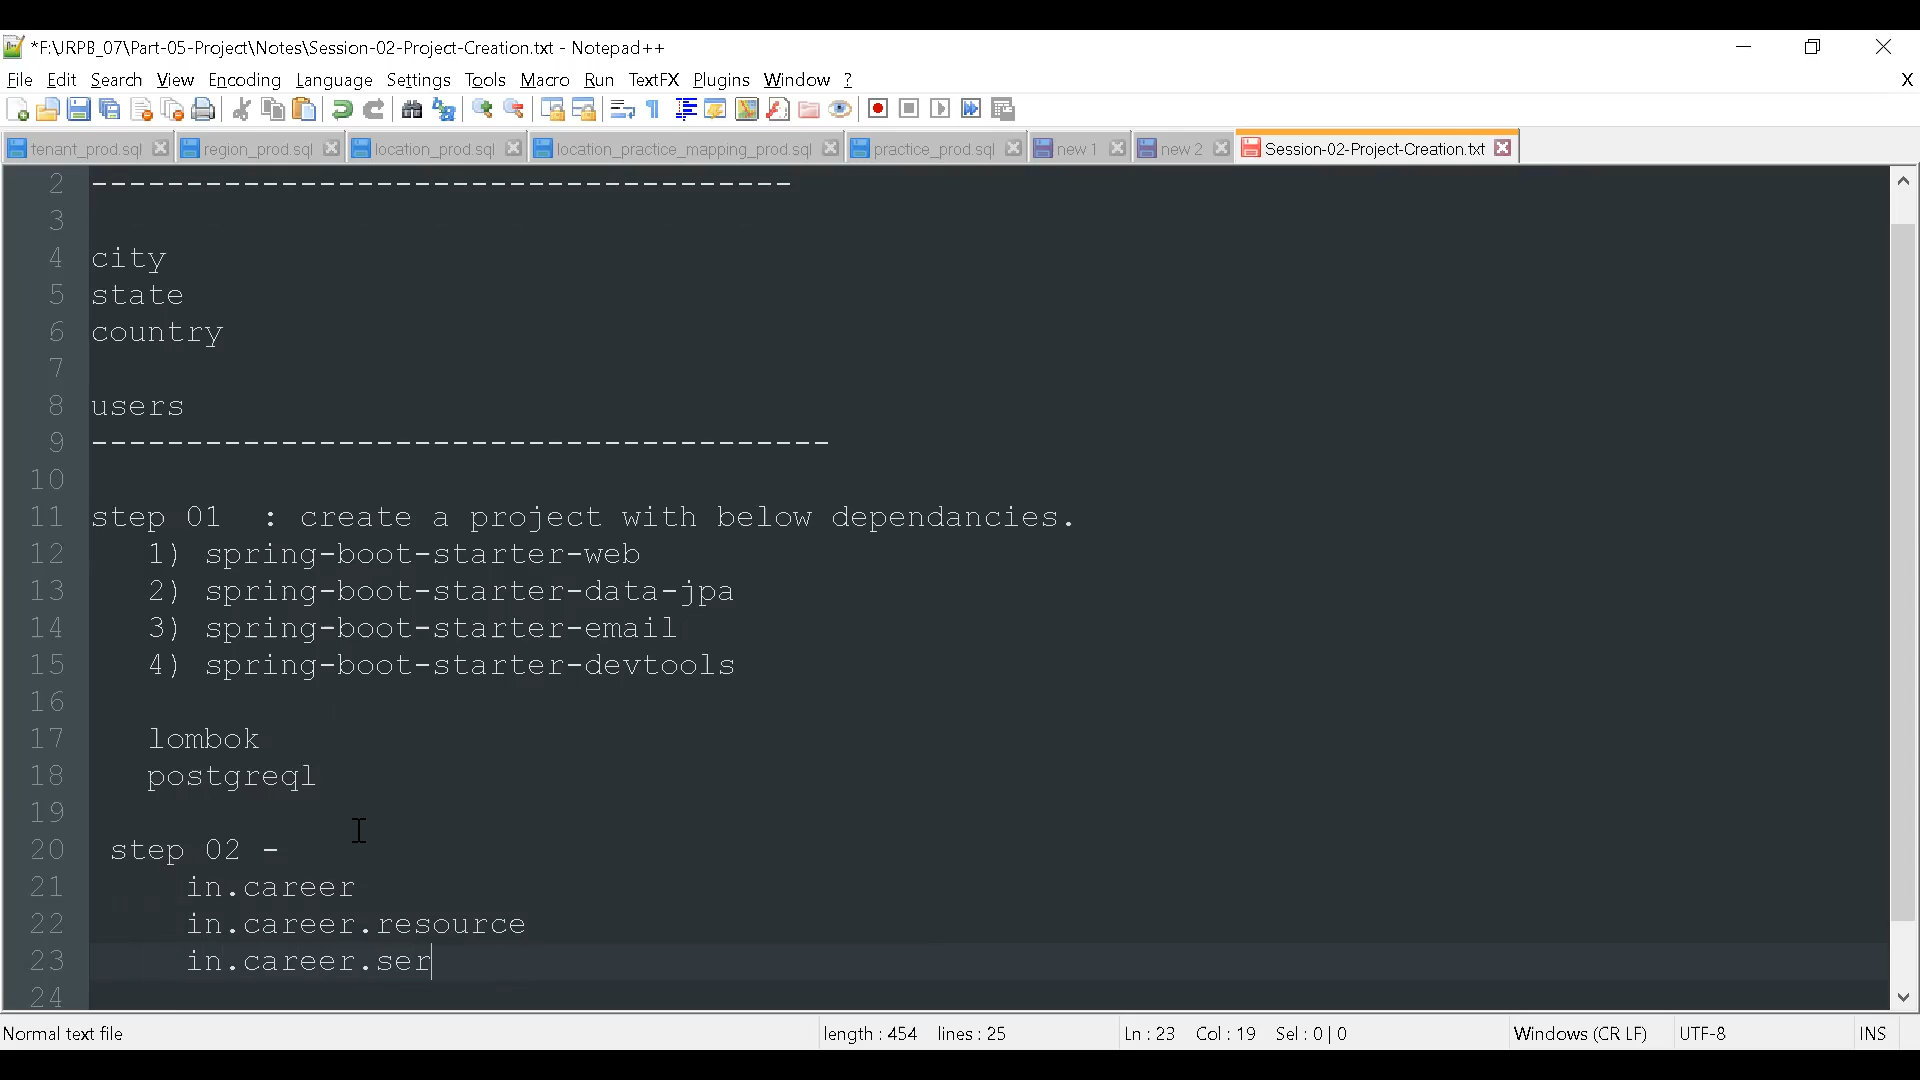 *F:\JRPB_07\Part-05-Project\Notes\Session-02-Project-Creation.txt - Notepad++
File Edit Search View Encoding Language Settings Tools Macro Run TextFX Plugins Window ? X
tenant_prod.sql region_prod.sql location_prod.sql location_practice_mapping_prod.sql practice_prod.sql new 1 new 2 Session-02-Project-Creation.txt
2 -------------------------------------
3
4 city
5 state
6 country
7
8 users
9 ---------------------------------------
10
11 step 01  : create a project with below dependancies.
12 1) spring-boot-starter-web
13 2) spring-boot-starter-data-jpa
14 3) spring-boot-starter-email
15 4) spring-boot-starter-devtools
16
17 lombok
18 postgreql
19
20 step 02 -
21 in.career
22 in.career.resource
23 in.career.ser
24
Normal text file length : 454 lines : 25 Ln : 23 Col : 19 Sel : 0 | 0 Windows (CR LF) UTF-8 INS